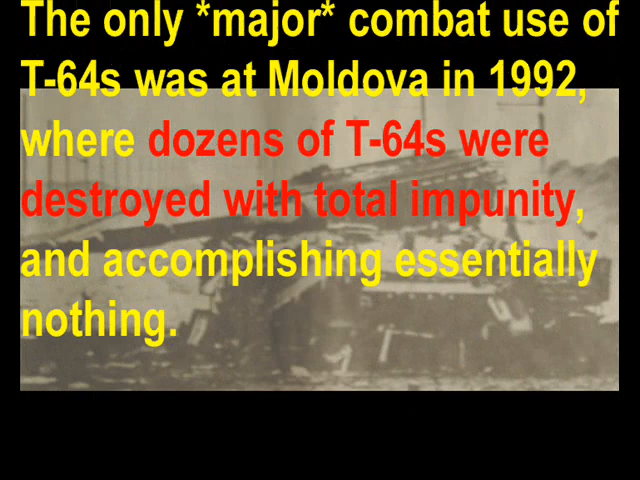 The only *major* combat use of
T-64s was at Moldova in 1992,
where dozens of T-64s were
destroyed with total impunity,
and accomplishing essentially
nothing.